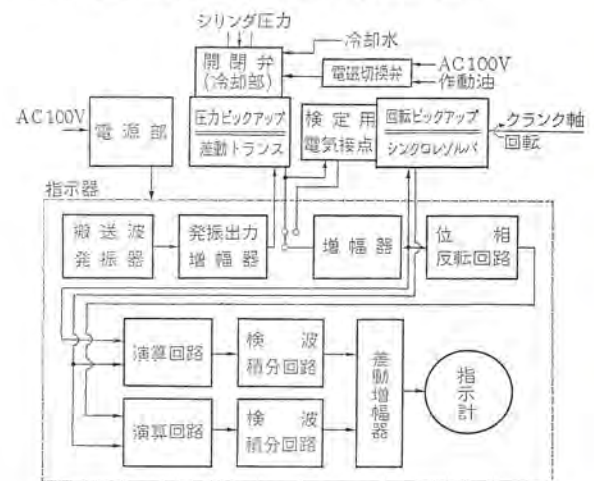 シリンダ圧力
冷却水
開閉弁
(冷却部)
電磁切換弁
AC100V
作動油
AC100V
電源部
圧力ピックアップ
差動トランス
検定用
電気接点
回転ピックアップ
シンクロレゾルバ
クランク軸
回転
指示器
搬送波
発振器
発振出力
増幅器
増幅器
位相
反転回路
演算回路
検波
積分回路
差動増幅器
指示計
演算回路
検波
積分回路